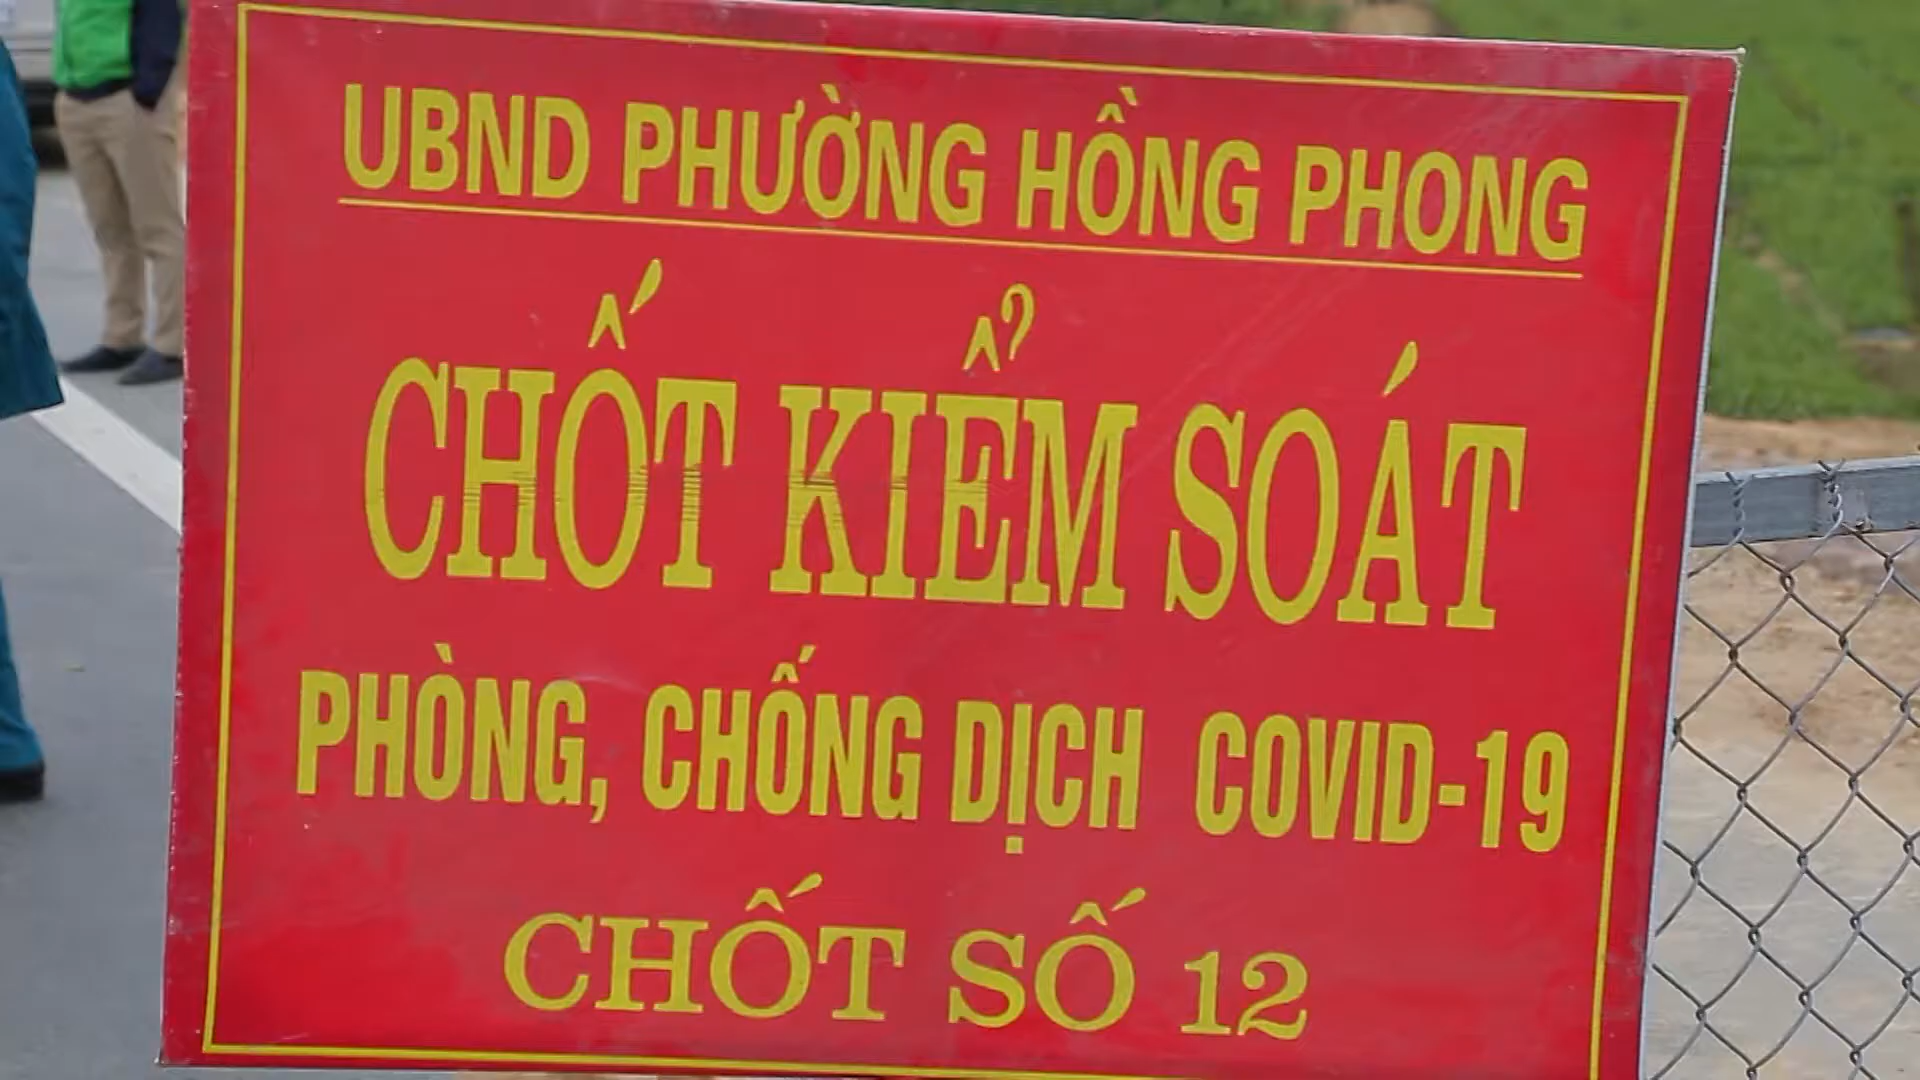 UBND PHƯỜNG HỒNG PHONG
CHỐT KIỂM SOÁT
PHÒNG, CHỐNG DỊCH COVID-19
CHỐT SỐ 12